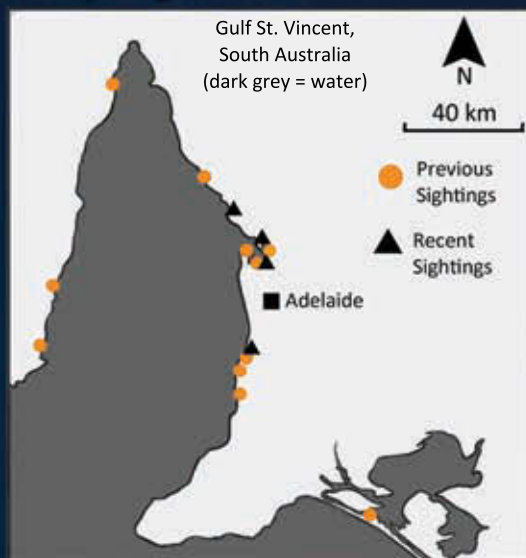 Gulf St. Vincent,
South Australia
(dark grey = water)
N
40 km
Previous
Sightings
Recent
Sightings
Adelaide